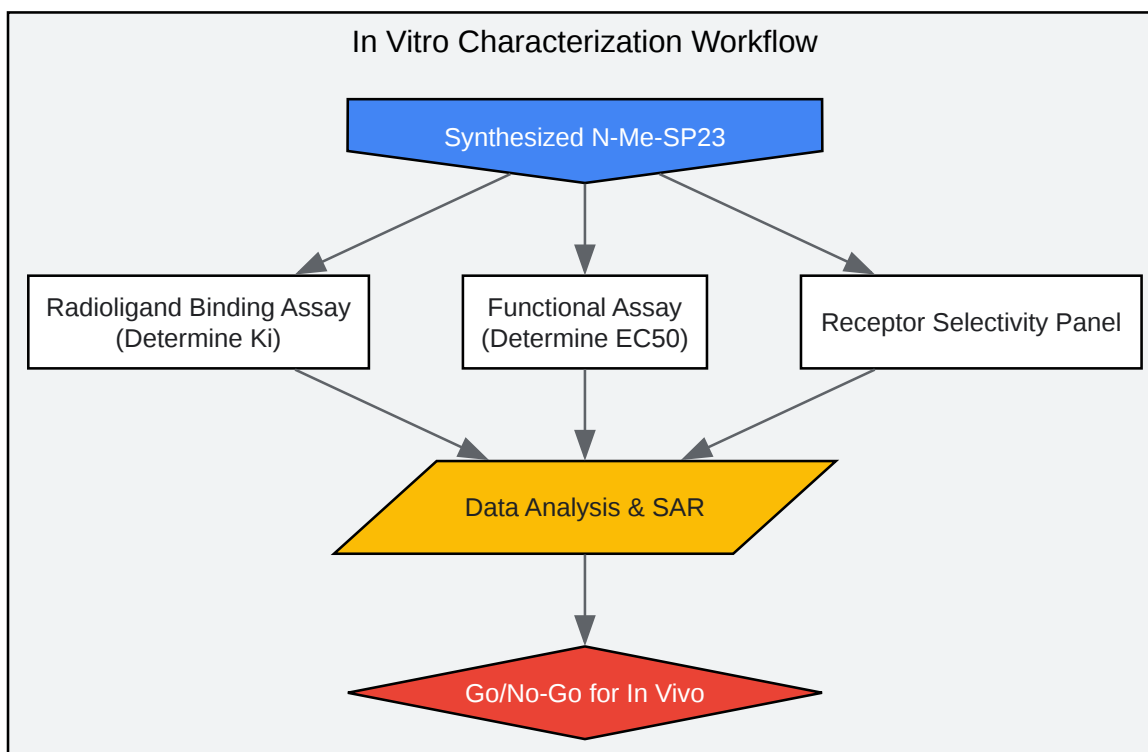 In Vitro Characterization Workflow
Synthesized N-Me-SP23
Radioligand Binding Assay
(Determine Ki)
Functional Assay
(Determine EC50)
Receptor Selectivity Panel
Data Analysis & SAR
Go/No-Go for In Vivo